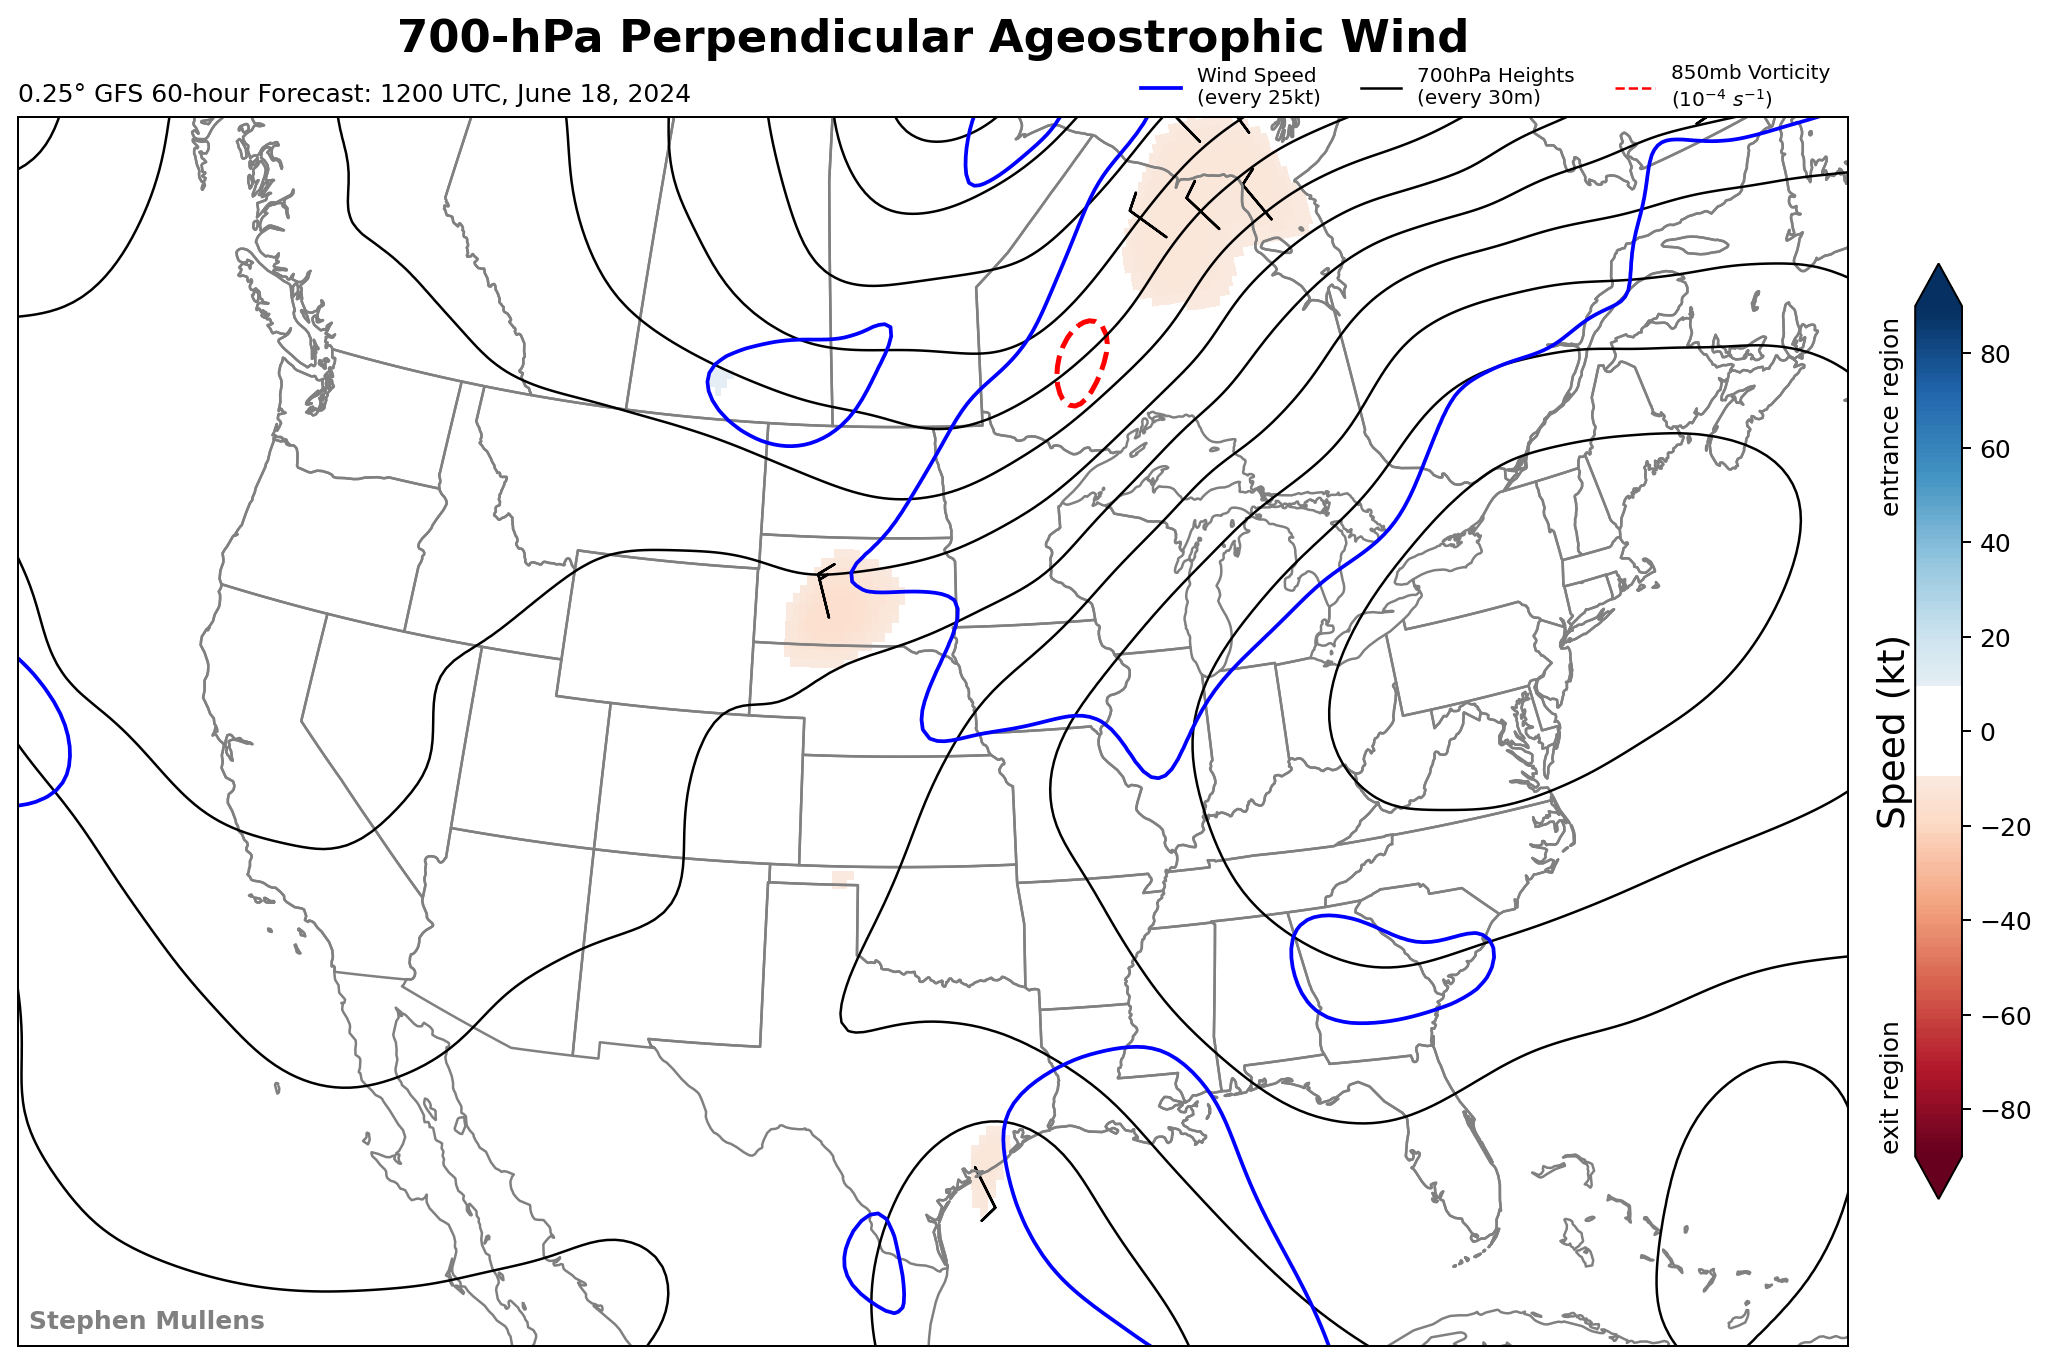 700-hPa Perpendicular Ageostrophic Wind
0.25° GFS 60-hour Forecast: 1200 UTC, June 18, 2024
Wind Speed
(every 25kt)
700hPa Heights
(every 30m)
850mb Vorticity
(10⁻⁴ s⁻¹)
entrance region
Speed (kt)
exit region
80
60
40
20
0
−20
−40
−60
−80
Stephen Mullens